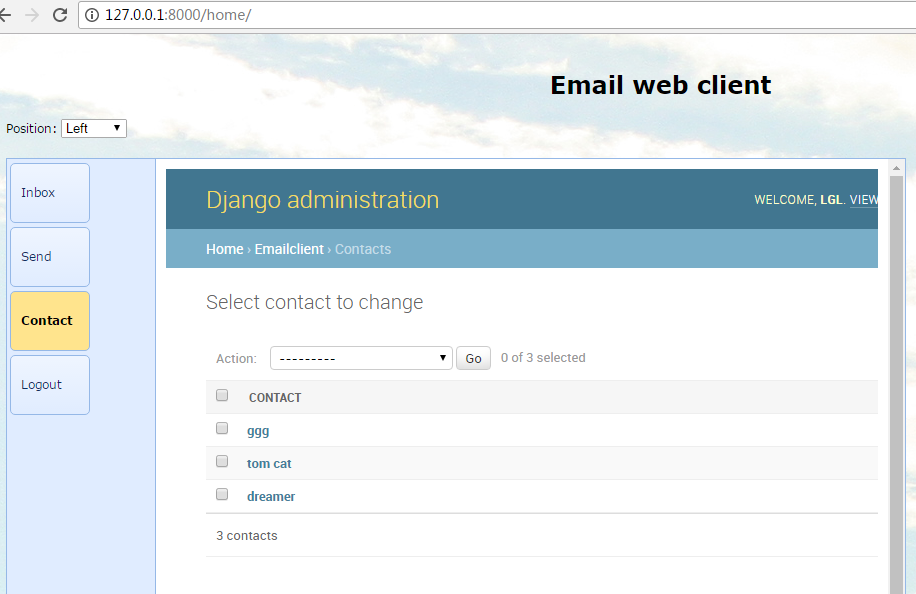 127.0.0.1:8000/home/
Email web client
Position: Left
Inbox
Send
Contact
Logout
Django administration
WELCOME, LGL. VIEW
Home › Emailclient › Contacts
Select contact to change
Action: --------- Go 0 of 3 selected
CONTACT
ggg
tom cat
dreamer
3 contacts